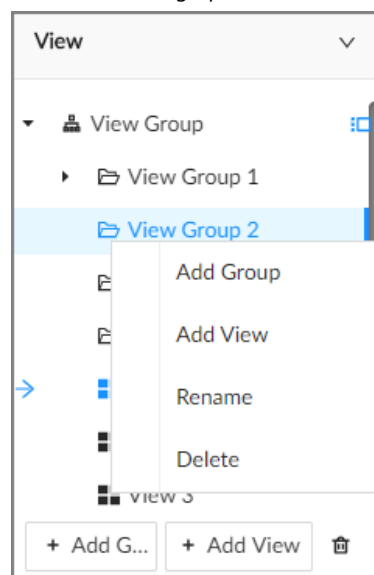 View
View Group
View Group 1
View Group 2
Add Group
Add View
Rename
Delete
View 3
+ Add G...
+ Add View